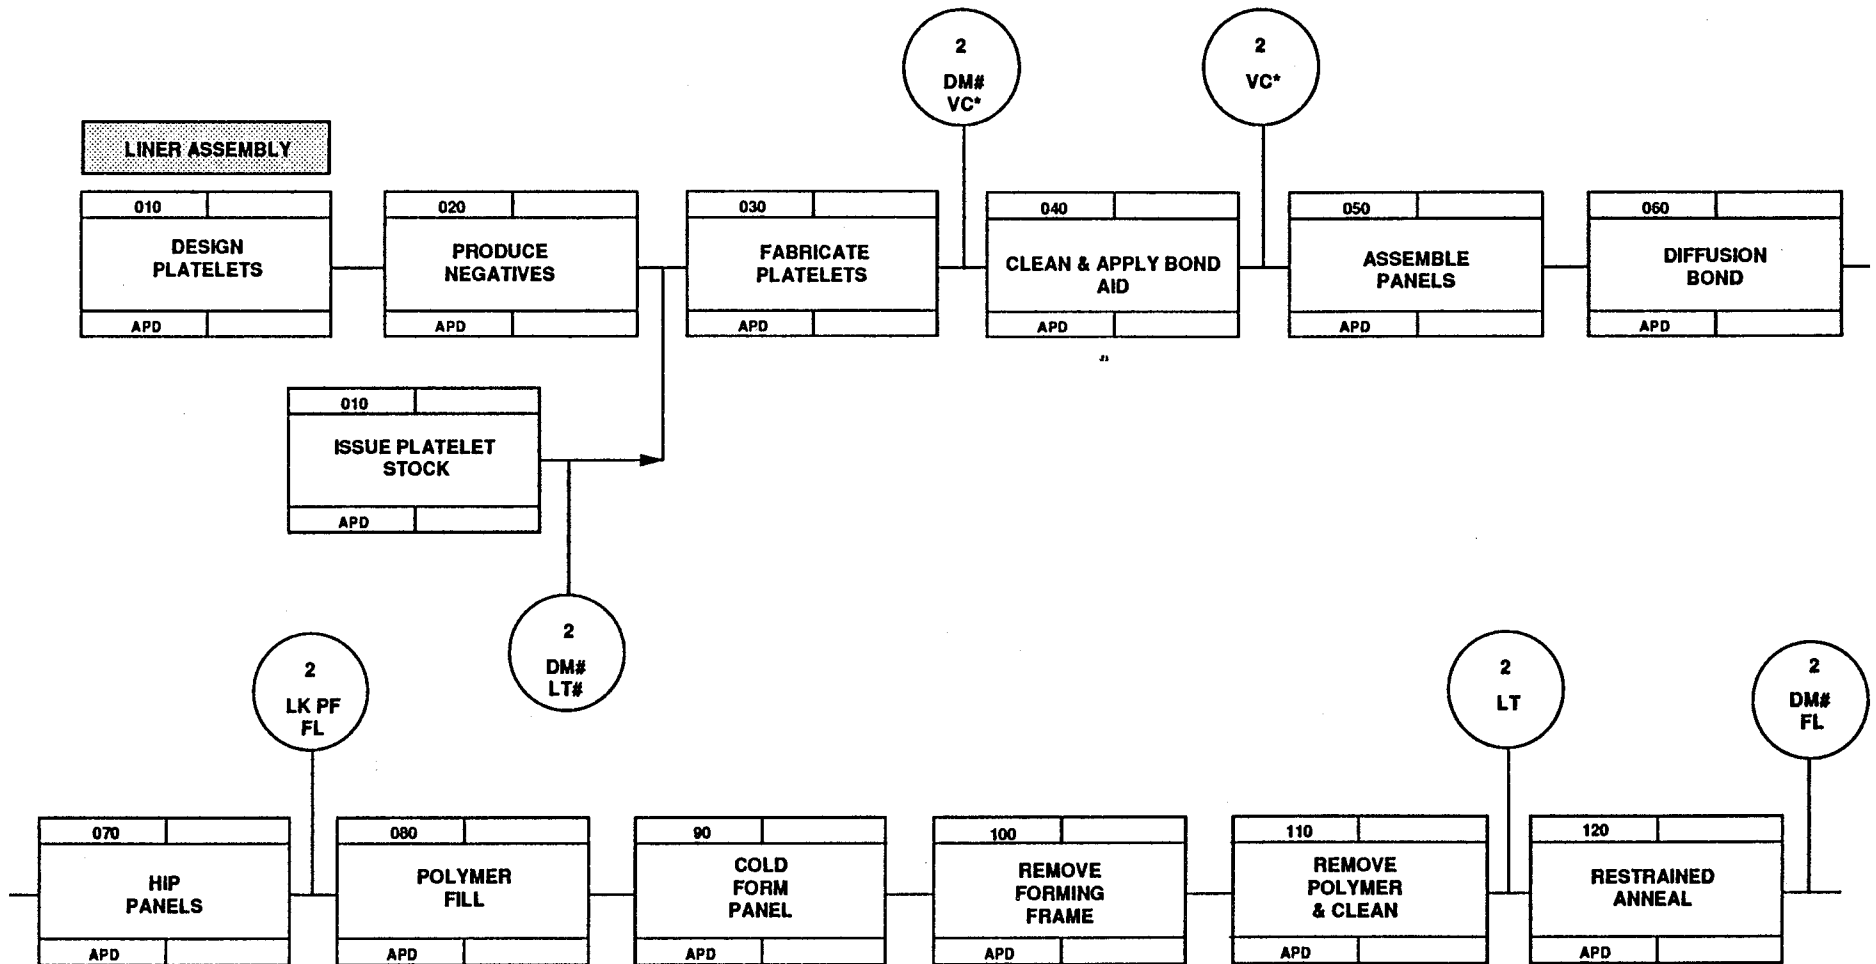 2
DM#
VC*
2
VC*
LINER ASSEMBLY
010
DESIGN
PLATELETS
APD
020
PRODUCE
NEGATIVES
APD
030
FABRICATE
PLATELETS
APD
040
CLEAN & APPLY BOND
AID
APD
050
ASSEMBLE
PANELS
APD
060
DIFFUSION
BOND
APD
010
ISSUE PLATELET
STOCK
APD
2
DM#
LT#
2
LK PF
FL
2
LT
2
DM#
FL
070
HIP
PANELS
APD
080
POLYMER
FILL
APD
90
COLD
FORM
PANEL
APD
100
REMOVE
FORMING
FRAME
APD
110
REMOVE
POLYMER
& CLEAN
APD
120
RESTRAINED
ANNEAL
APD